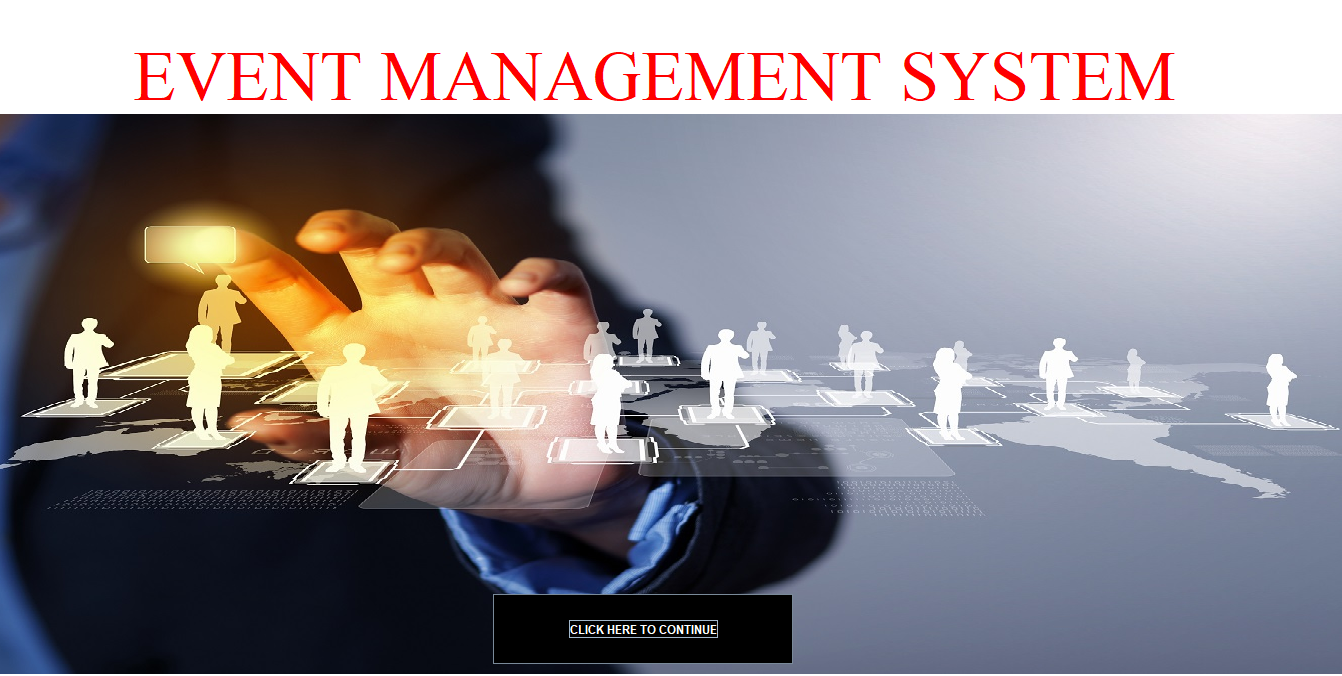 EVENT MANAGEMENT SYSTEM
CLICK HERE TO CONTINUE